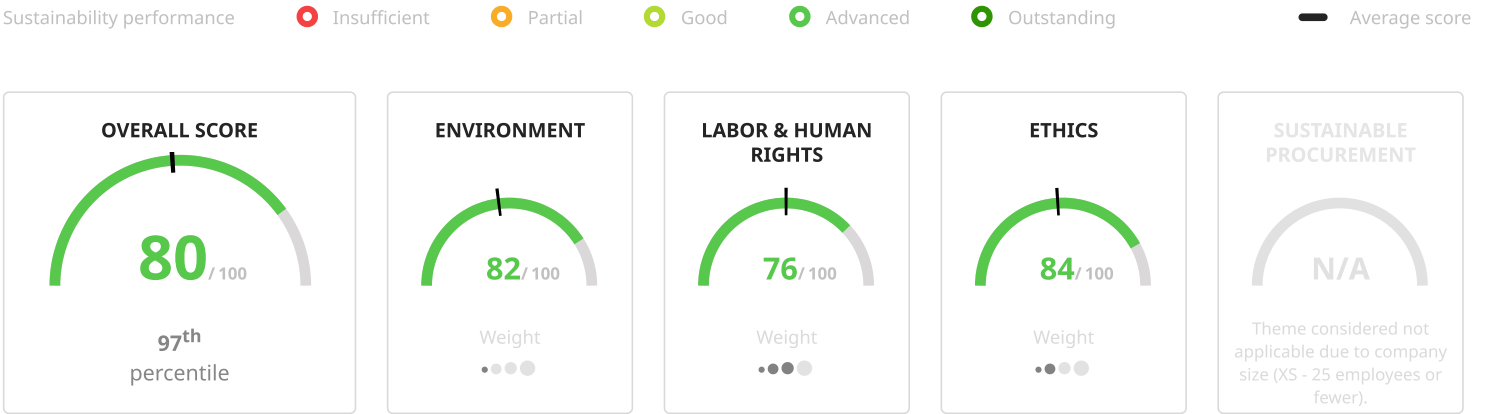 Sustainability performance Insufficient Partial Good Advanced Outstanding Average score
OVERALL SCORE
80 / 100
97th
percentile
ENVIRONMENT
82 / 100
Weight
LABOR & HUMAN
RIGHTS
76 / 100
Weight
ETHICS
84 / 100
Weight
SUSTAINABLE
PROCUREMENT
N/A
Theme considered not
applicable due to company
size (XS - 25 employees or
fewer).